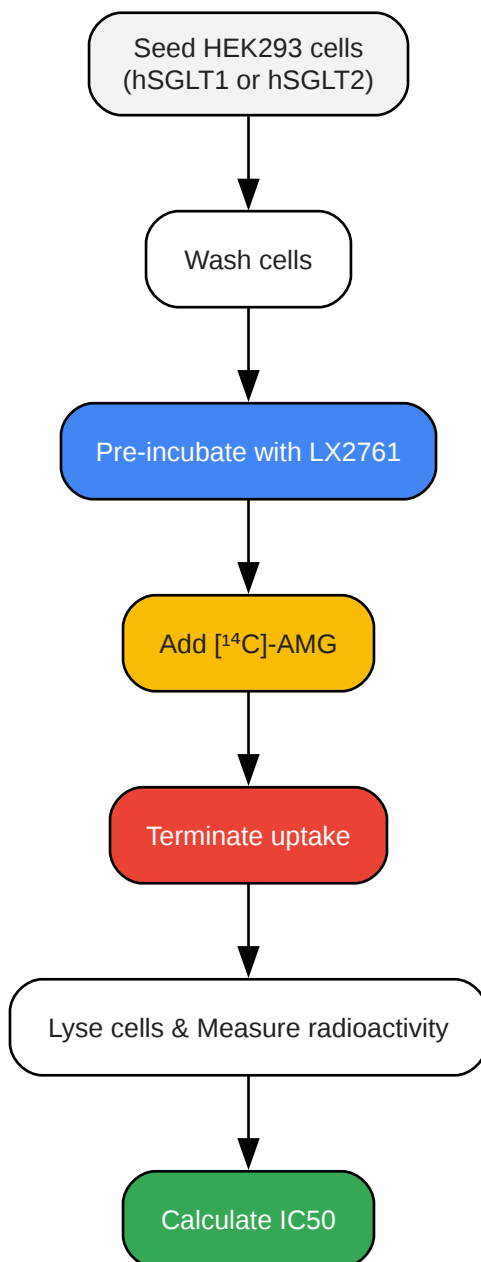 Seed HEK293 cells
(hSGLT1 or hSGLT2)
Wash cells
Pre-incubate with LX2761
Add [¹⁴C]-AMG
Terminate uptake
Lyse cells & Measure radioactivity
Calculate IC50